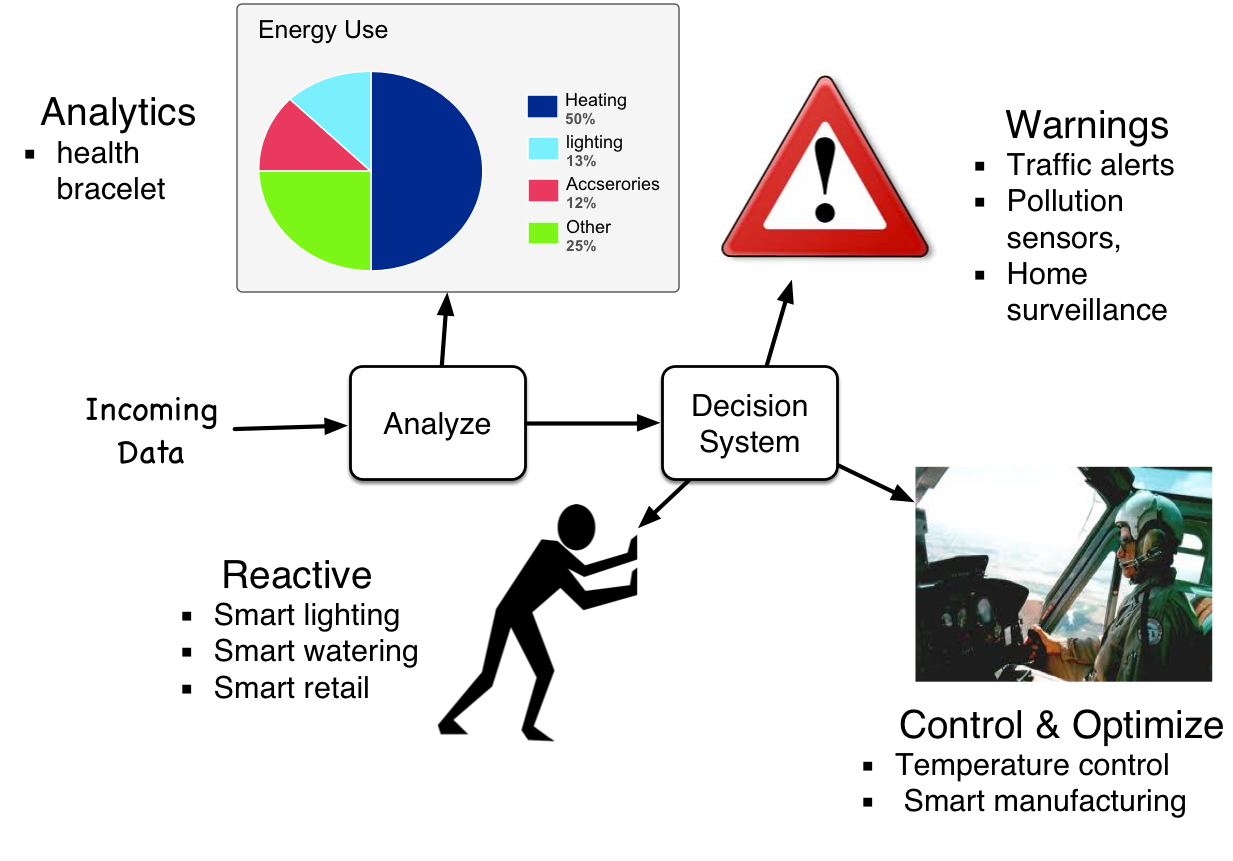 Energy Use
Heating
50%
lighting
13%
Accserories
12%
Other
25%
Analytics
▪ health
bracelet
Warnings
▪ Traffic alerts
▪ Pollution
sensors,
▪ Home
surveillance
Incoming
Data
Analyze
Decision
System
Reactive
▪ Smart lighting
▪ Smart watering
▪ Smart retail
Control & Optimize
▪ Temperature control
▪ Smart manufacturing